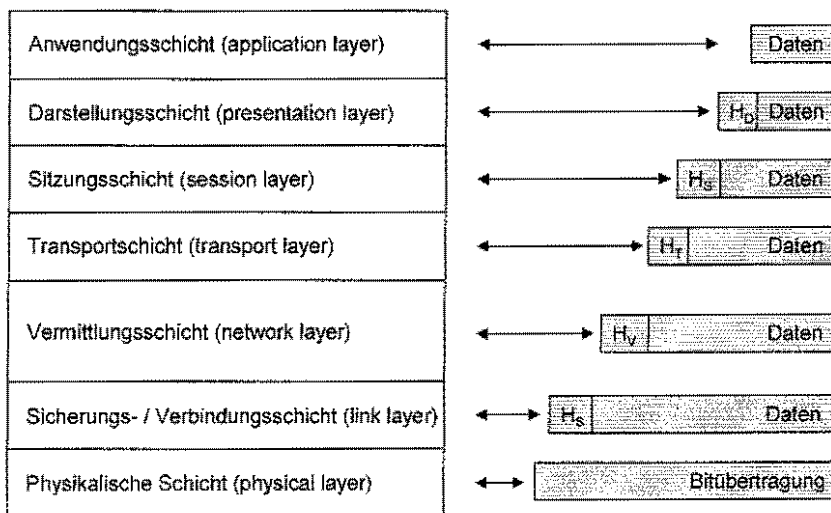 Anwendungsschicht (application layer) Daten
Darstellungsschicht (presentation layer) H_D Daten
Sitzungsschicht (session layer) H_S Daten
Transportschicht (transport layer) H_T Daten
Vermittlungsschicht (network layer) H_V Daten
Sicherungs- / Verbindungsschicht (link layer) H_S Daten
Physikalische Schicht (physical layer) Bitübertragung